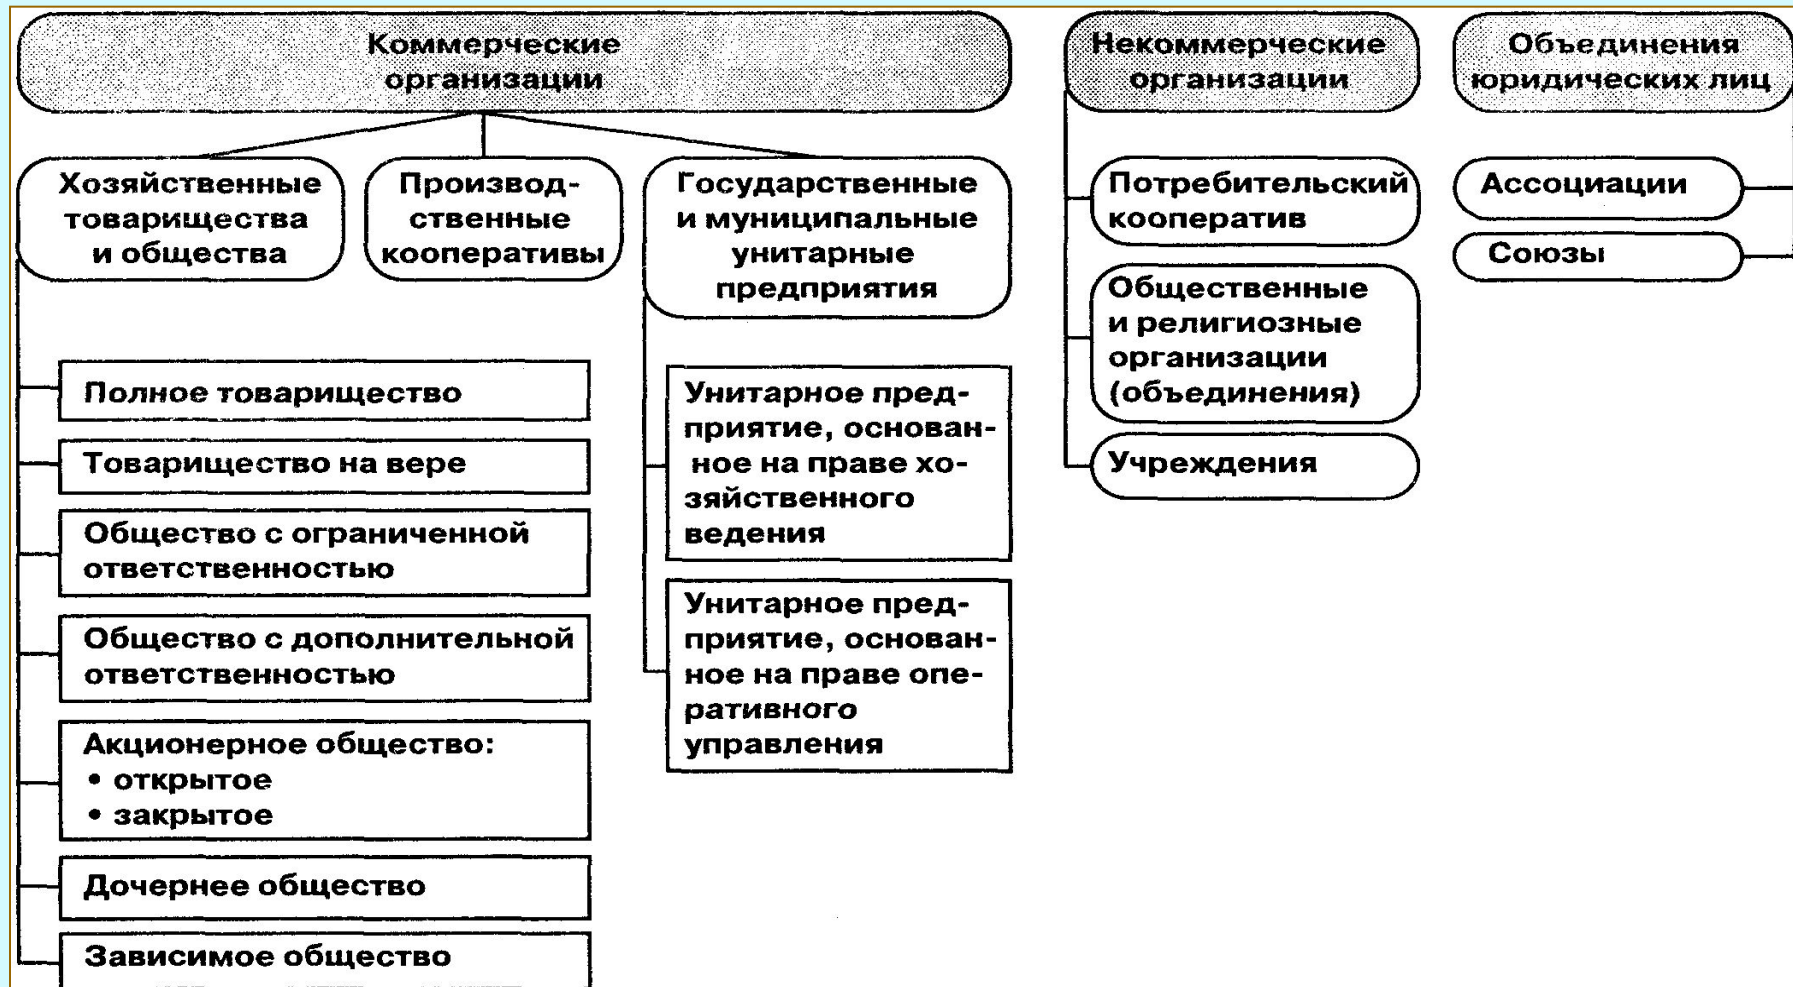 Коммерческие
организации
Хозяйственные
товарищества
и общества
Производ-
ственные
кооперативы
Государственные
и муниципальные
унитарные
предприятия
Полное товарищество
Товарищество на вере
Общество с ограниченной
ответственностью
Общество с дополнительной
ответственностью
Акционерное общество:
• открытое
• закрытое
Дочернее общество
Зависимое общество
Унитарное пред-
приятие, основан-
ное на праве хо-
зяйственного
ведения
Унитарное пред-
приятие, основан-
ное на праве опе-
ративного
управления
Некоммерческие
организации
Потребительский
кооператив
Общественные
и религиозные
организации
(объединения)
Учреждения
Объединения
юридических лиц
Ассоциации
Союзы